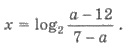 x = log₂ (a − 12)/(7 − a) .